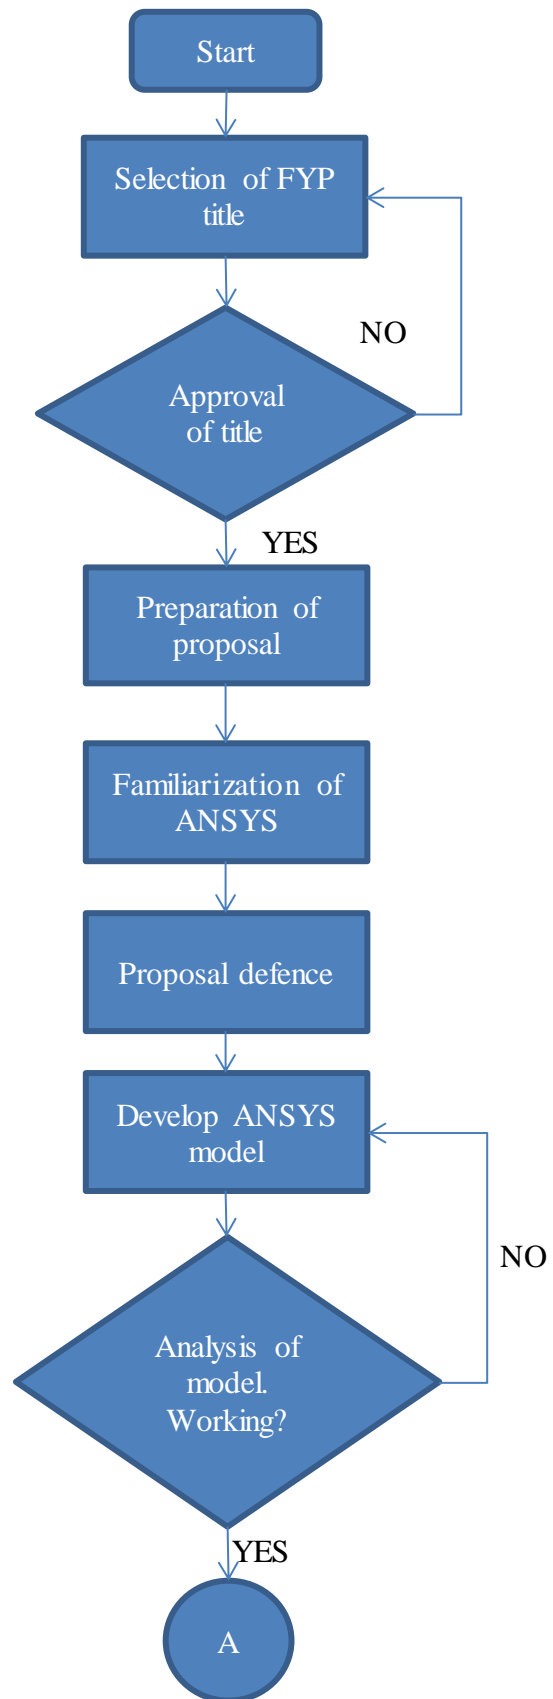 Start
Selection of FYP
title
NO
Approval
of title
YES
Preparation of
proposal
Familiarization of
ANSYS
Proposal defence
Develop ANSYS
model
NO
Analysis of
model.
Working?
YES
A